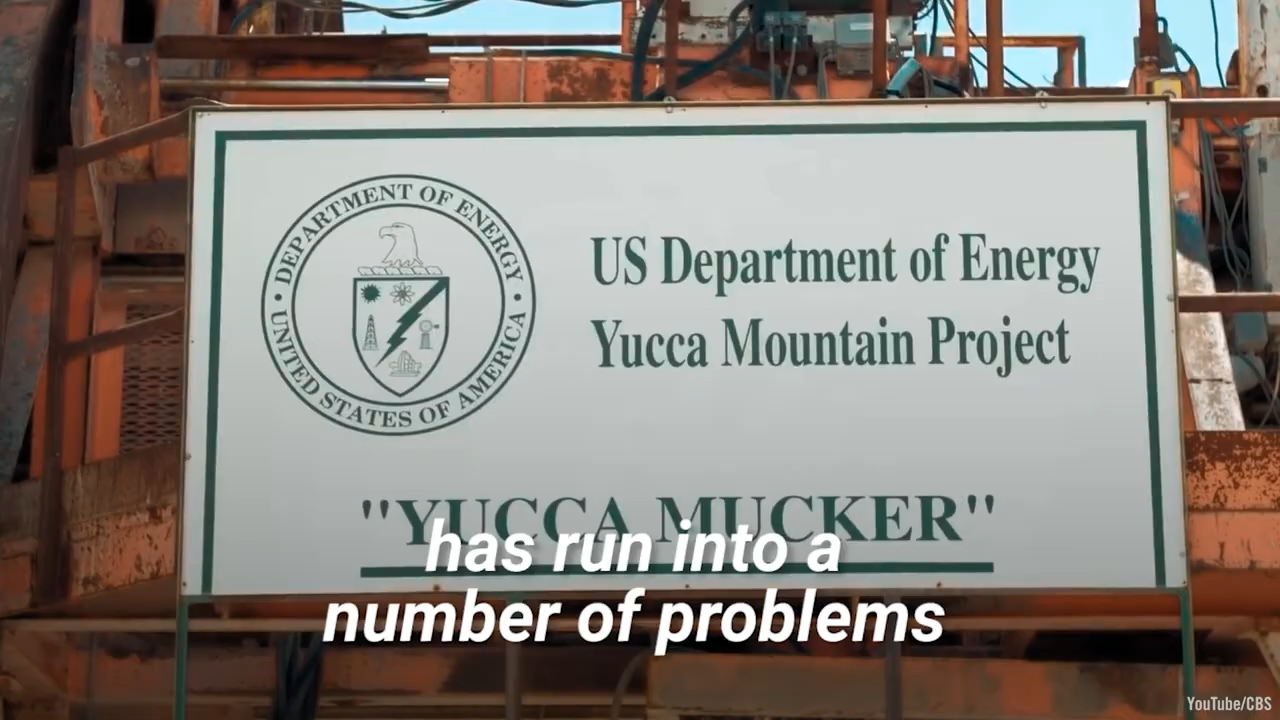 DEPARTMENT OF ENERGY
UNITED STATES OF AMERICA
US Department of Energy
Yucca Mountain Project
"YUCCA MUCKER"
has run into a
number of problems
YouTube/CBS